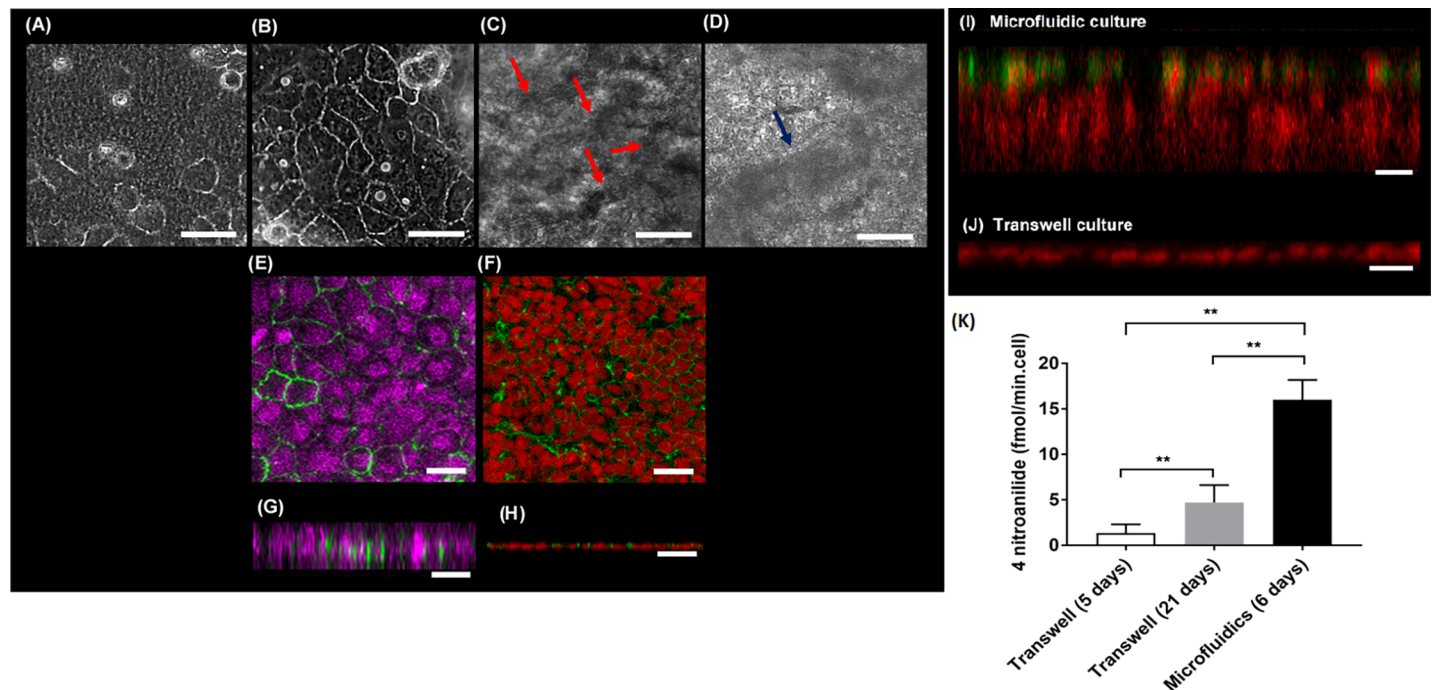 (A)
(B)
(C)
(D)
(E)
(F)
(G)
(H)
(I) Microfluidic culture
(J) Transwell culture
(K)
**
**
**
4 nitroanilide (fmol/min.cell)
20
15
10
5
0
Transwell (5 days)
Transwell (21 days)
Microfluidics (6 days)